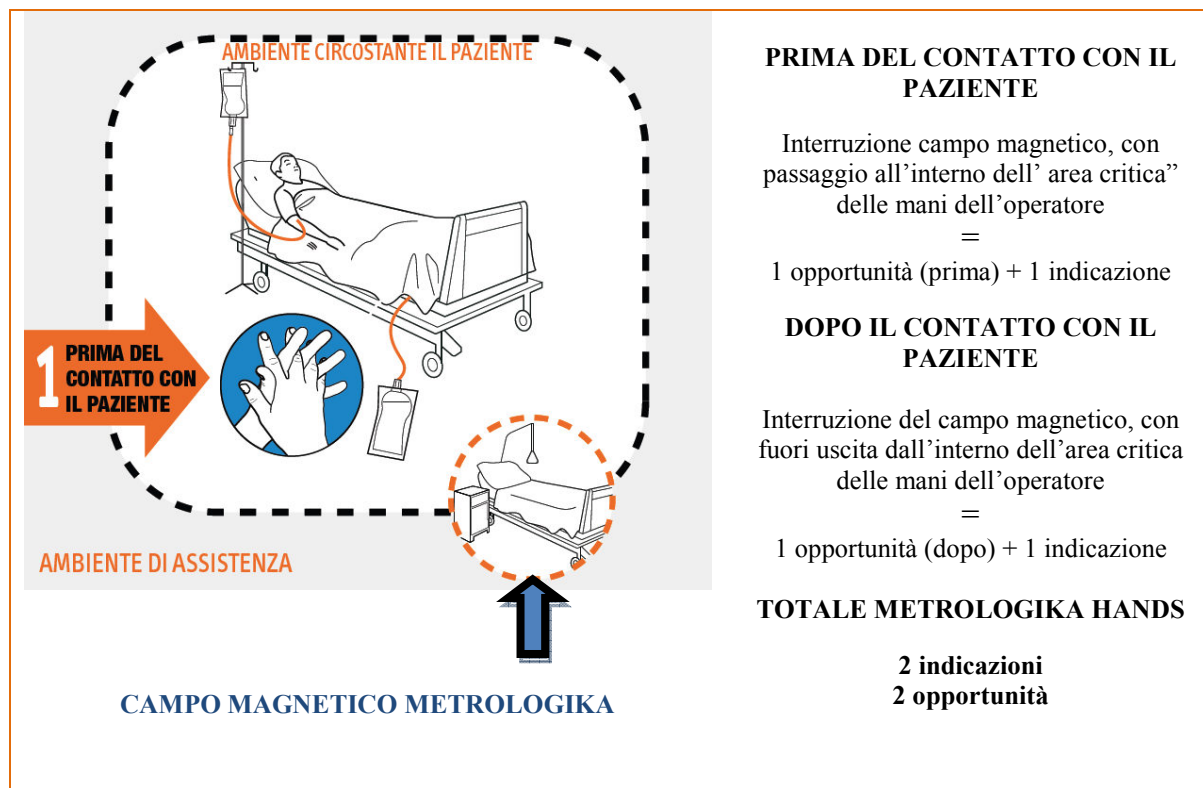 AMBIENTE CIRCOSTANTE IL PAZIENTE
1 PRIMA DEL
CONTATTO CON
IL PAZIENTE
AMBIENTE DI ASSISTENZA
CAMPO MAGNETICO METROLOGIKA
PRIMA DEL CONTATTO CON IL
PAZIENTE
Interruzione campo magnetico, con
passaggio all’interno dell’ area critica”
delle mani dell’operatore
=
1 opportunità (prima) + 1 indicazione
DOPO IL CONTATTO CON IL
PAZIENTE
Interruzione del campo magnetico, con
fuori uscita dall’interno dell’area critica
delle mani dell’operatore
=
1 opportunità (dopo) + 1 indicazione
TOTALE METROLOGIKA HANDS
2 indicazioni
2 opportunità